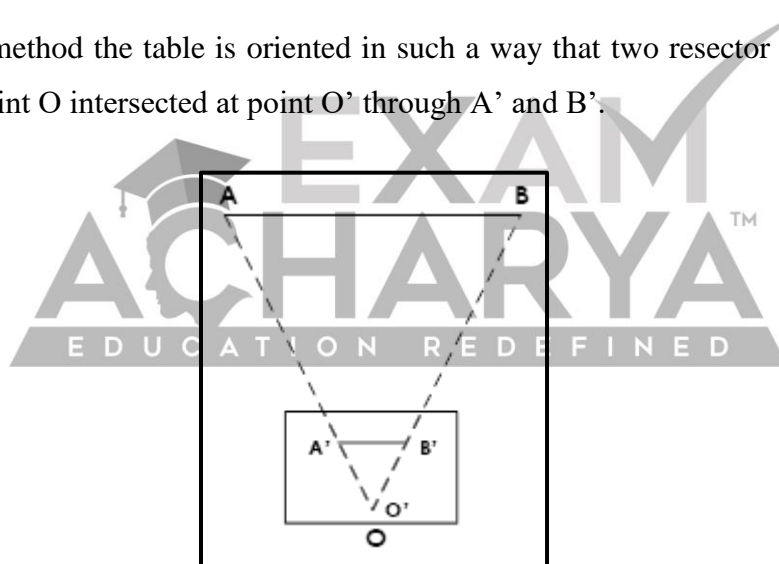 method the table is oriented in such a way that two resector
int O intersected at point O’ through A’ and B’.
EXAM
ACHARYA TM
EDUCATION REDEFINED
A B
A' B'
O'
O